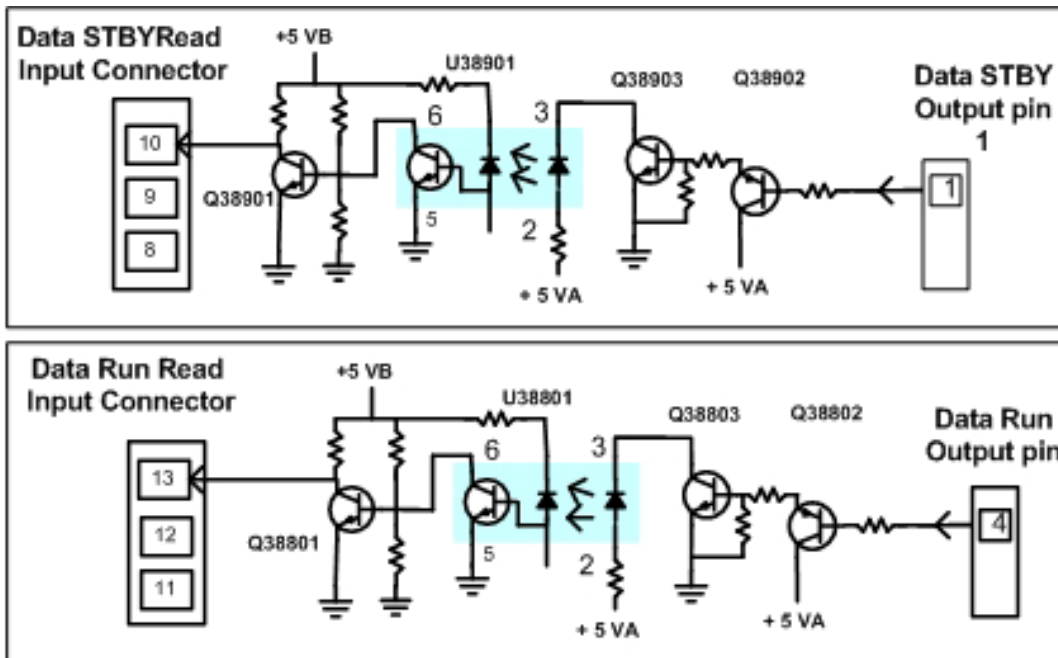 Data STBYRead
Input Connector
+5 VB
U38901
Q38903
Q38902
Data STBY
Output pin
1
10
9
8
Q38901
6
5
3
2
+ 5 VA
+ 5 VA
1
Data Run Read
Input Connector
+5 VB
U38801
Q38803
Q38802
Data Run
Output pin
13
12
11
Q38801
6
5
3
2
+ 5 VA
+ 5 VA
4